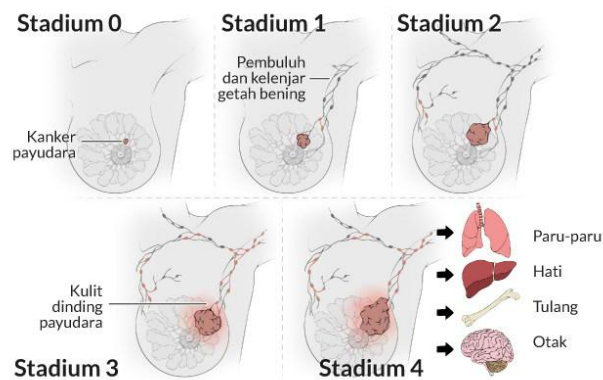 Stadium 0
Kanker
payudara
Stadium 1
Pembuluh
dan kelenjar
getah bening
Stadium 2
Kulit
dinding
payudara
Stadium 3
Stadium 4
Paru-paru
Hati
Tulang
Otak